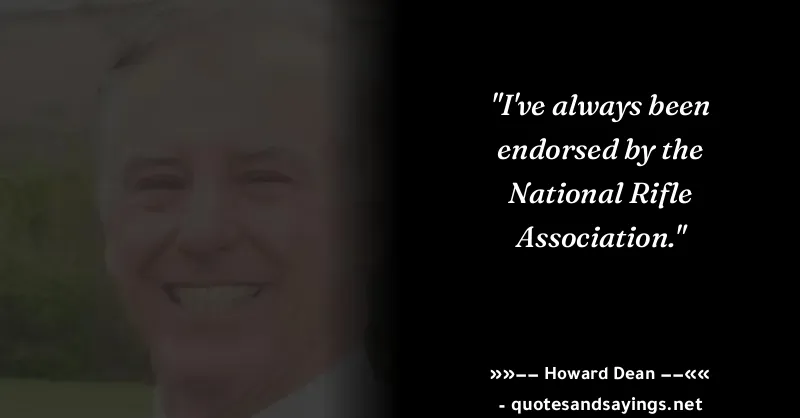 "I've always been
endorsed by the
National Rifle
Association."
»»–– Howard Dean ––««
- quotesandsayings.net